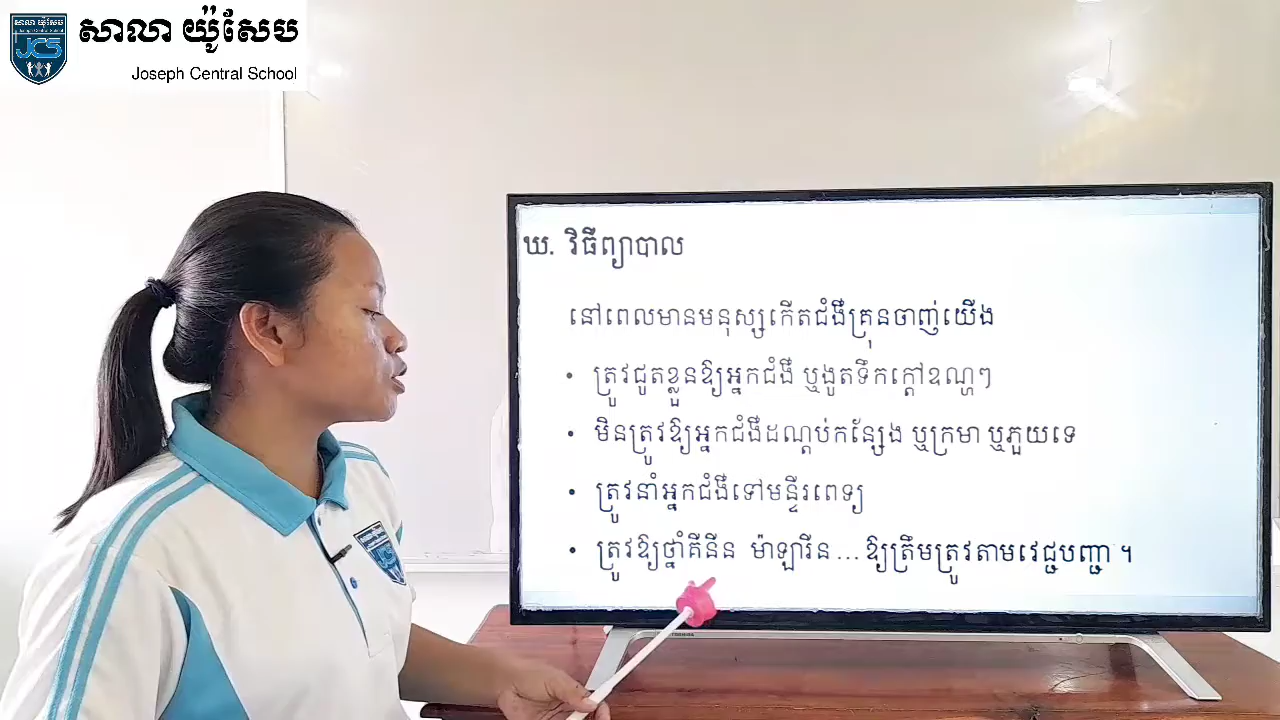 សាលា យ៉ូសែប
Joseph Central School
ឃ. វិធីព្យាបាល
នៅពេលមានមនុស្សកើតជំងឺគ្រុនចាញ់យើង
• ត្រូវជូតខ្លួនឱ្យអ្នកជំងឺ ឬងូតទឹកក្ដៅឧណ្ហៗ
• មិនត្រូវឱ្យអ្នកជំងឺដណ្ដប់កន្សែង ឬក្រមា ឬភួយទេ
• ត្រូវនាំអ្នកជំងឺទៅមន្ទីរពេទ្យ
• ត្រូវឱ្យថ្នាំគីនីន ម៉ាឡារីន...ឱ្យត្រឹមត្រូវតាមវេជ្ជបញ្ជា ។
TOSHIBA